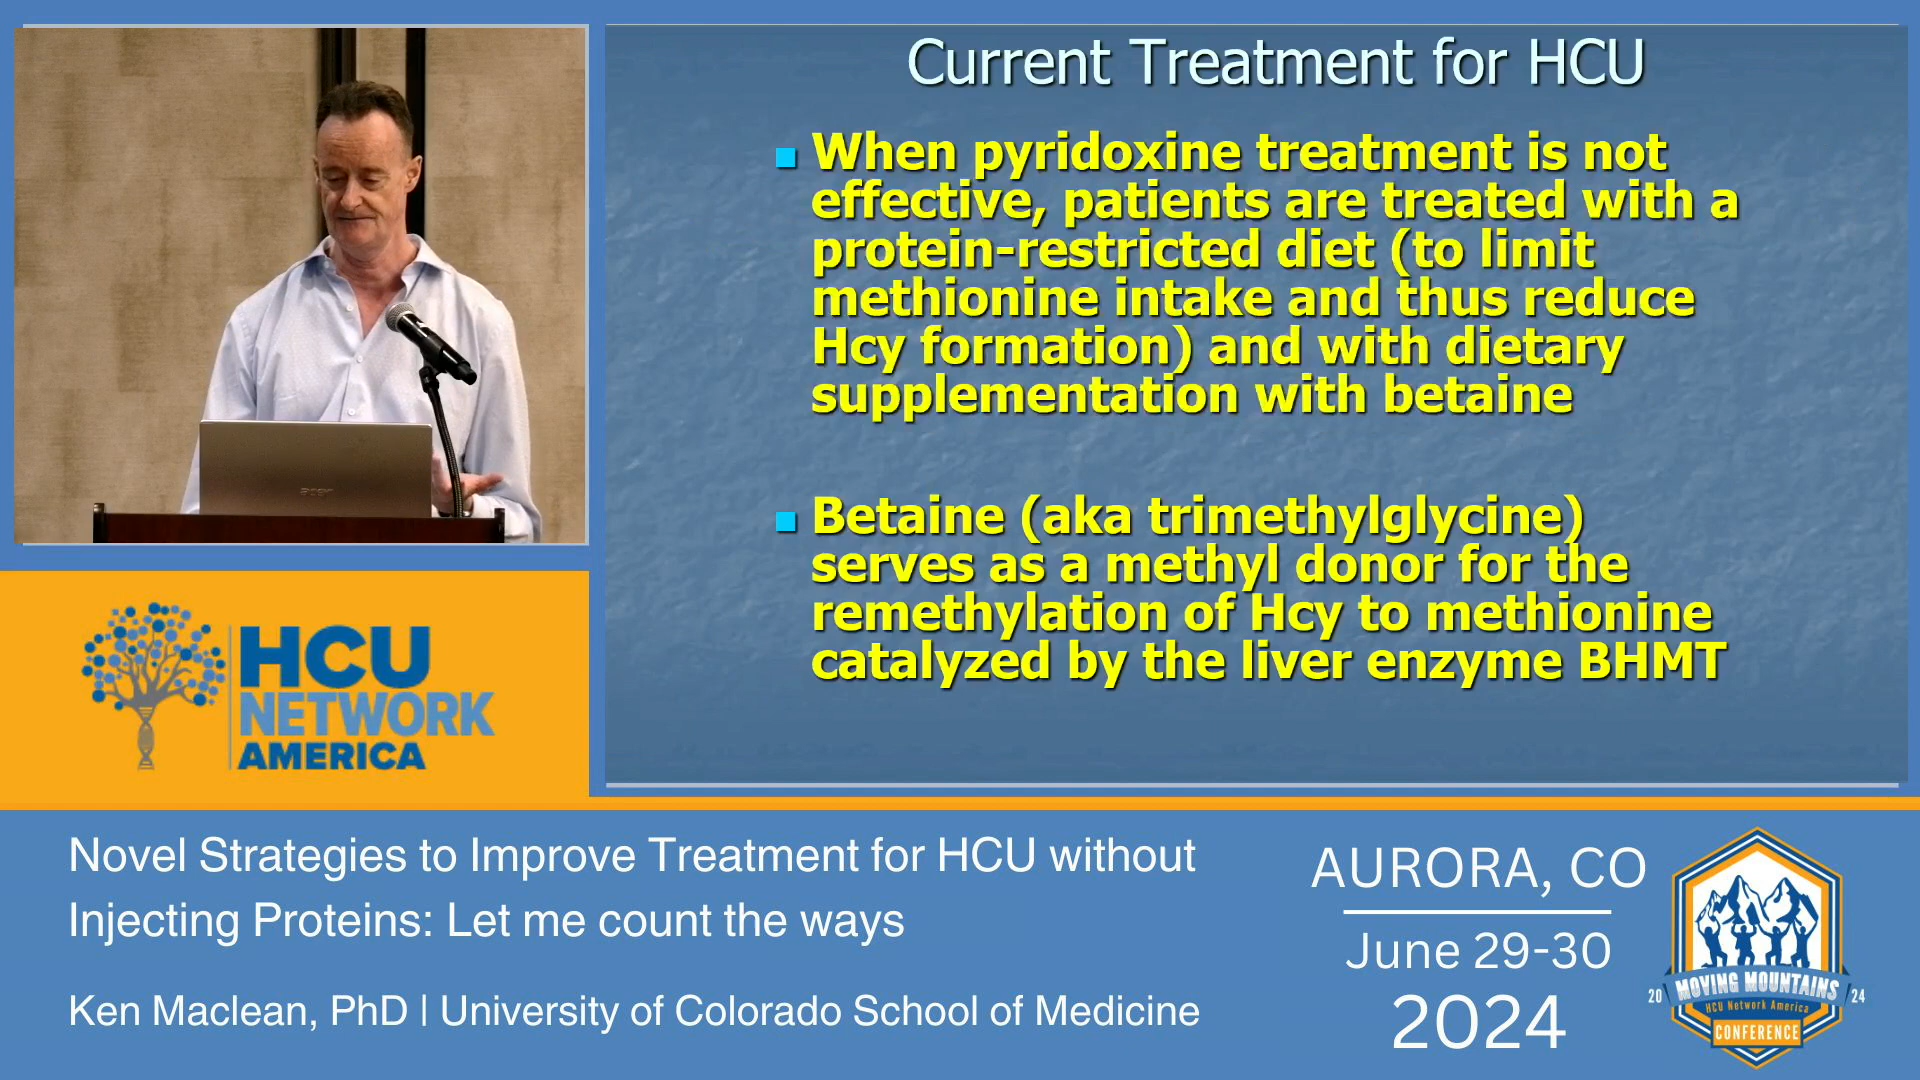 Current Treatment for HCU
When pyridoxine treatment is not
effective, patients are treated with a
protein-restricted diet (to limit
methionine intake and thus reduce
Hcy formation) and with dietary
supplementation with betaine
Betaine (aka trimethylglycine)
serves as a methyl donor for the
remethylation of Hcy to methionine
catalyzed by the liver enzyme BHMT
acer
HCU
NETWORK
AMERICA
Novel Strategies to Improve Treatment for HCU without
Injecting Proteins: Let me count the ways
Ken Maclean, PhD | University of Colorado School of Medicine
AURORA, CO
June 29-30
2024
20 MOVING MOUNTAINS 24
HCU Network America
CONFERENCE